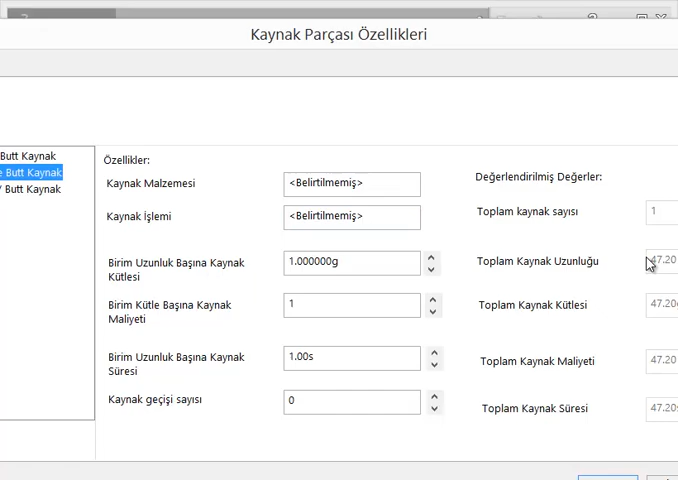 Kaynak Parçası Özellikleri
Butt Kaynak
e Butt Kaynak
/ Butt Kaynak
Özellikler:
Kaynak Malzemesi
<Belirtilmemiş>
Kaynak İşlemi
<Belirtilmemiş>
Birim Uzunluk Başına Kaynak
Kütlesi
1.000000g
Birim Kütle Başına Kaynak
Maliyeti
1
Birim Uzunluk Başına Kaynak
Süresi
1.00s
Kaynak geçişi sayısı
0
Değerlendirilmiş Değerler:
Toplam kaynak sayısı
1
Toplam Kaynak Uzunluğu
47.20
Toplam Kaynak Kütlesi
47.20
Toplam Kaynak Maliyeti
47.20
Toplam Kaynak Süresi
47.20s